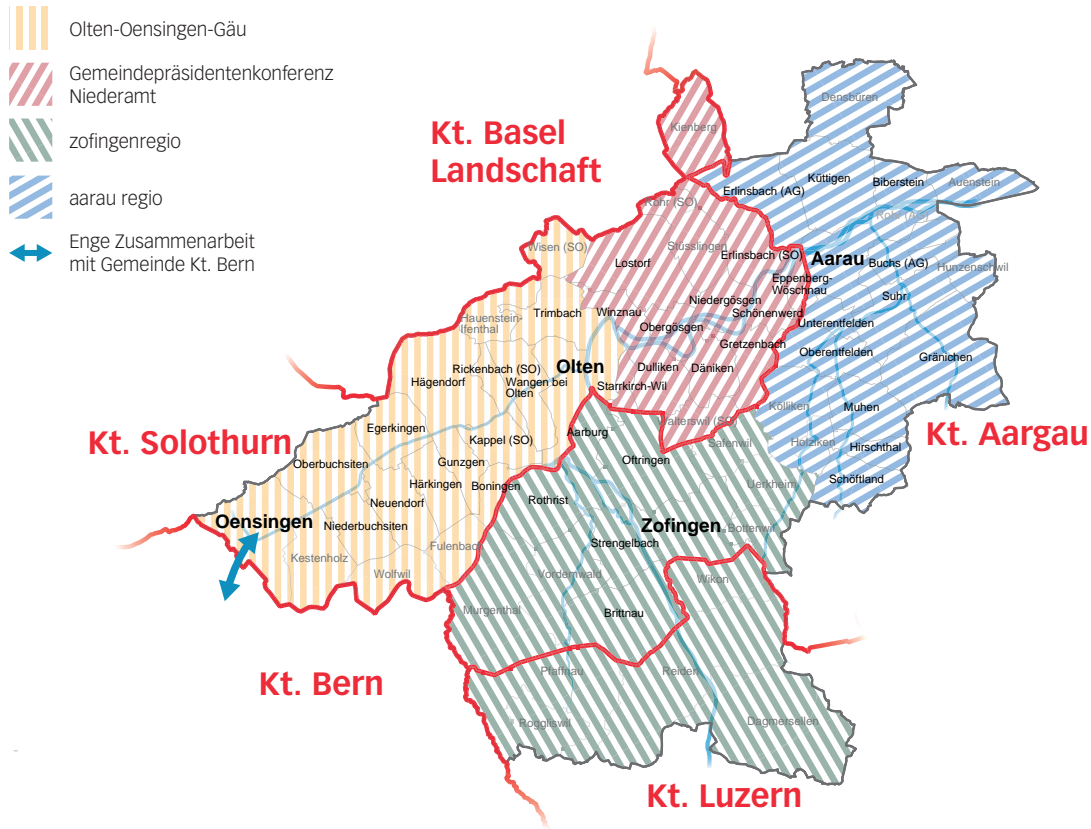 Olten-Oensingen-Gäu
Gemeindepräsidentenkonferenz
Niederamt
zofingenregio
aarau regio
Enge Zusammenarbeit
mit Gemeinde Kt. Bern
Kt. Basel
Landschaft
Densbüren
Kienberg
Küttigen
Biberstein
Auenstein
Erlinsbach (AG)
Rohr (SO)
Rohr (AG)
Wisen (SO)
Stüsslingen
Lostorf
Erlinsbach (SO)
Aarau
Buchs (AG)
Hunzenschwil
Eppenberg-
Wöschnau
Suhr
Niedergösgen
Trimbach
Winznau
Schönenwerd
Hauenstein-
Ifenthal
Obergösgen
Unterentfelden
Gretzenbach
Oberentfelden
Gränichen
Olten
Rickenbach (SO)
Dulliken
Däniken
Hägendorf
Wangen bei
Olten
Starrkirch-Wil
Kölliken
Muhen
Walterswil (SO)
Kt. Aargau
Egerkingen
Aarburg
Kt. Solothurn
Kappel (SO)
Safenwil
Holziken
Hirschthal
Oftringen
Oberbuchsiten
Gunzgen
Schöftland
Härkingen
Boningen
Uerkheim
Neuendorf
Rothrist
Oensingen
Niederbuchsiten
Zofingen
Bottenwil
Strengelbach
Fulenbach
Kestenholz
Wolfwil
Vordemwald
Wikon
Murgenthal
Brittnau
Kt. Bern
Pfaffnau
Reiden
Roggliswil
Dagmersellen
Kt. Luzern